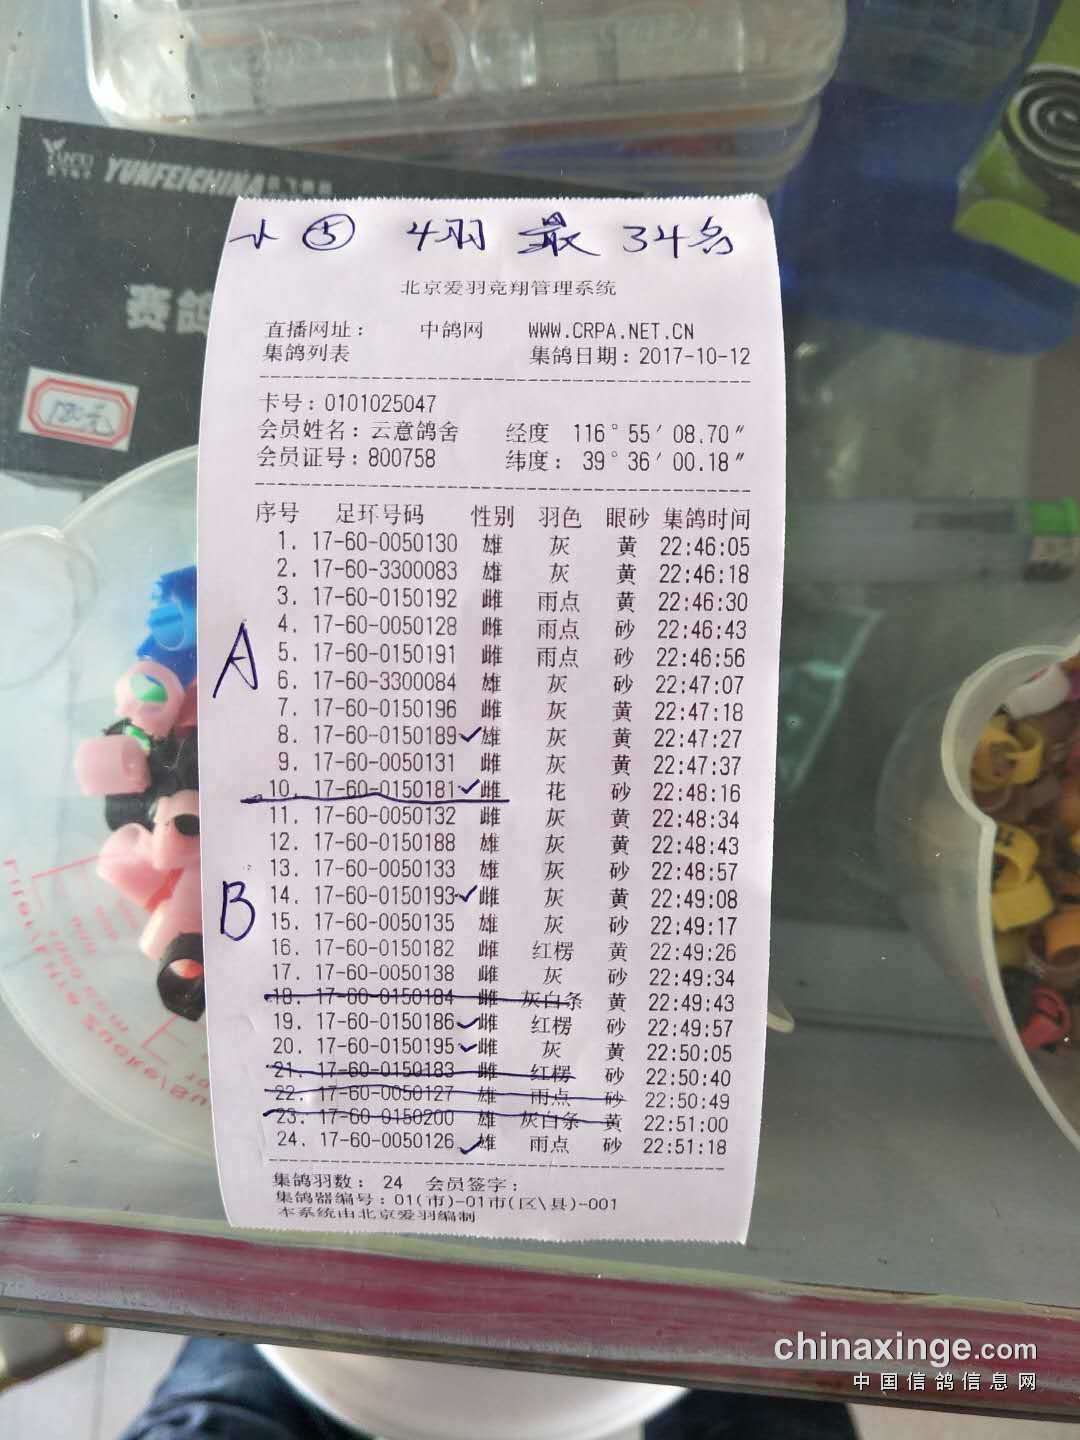 YUNFEICHINA
赛鸽
小 ⑤ 4羽 最 34名
北京爱羽竞翔管理系统
直播网址: 中鸽网 WWW.CRPA.NET.CN
集鸽列表 集鸽日期:2017-10-12
卡号:0101025047
会员姓名:云意鸽舍 经度 116°55′08.70″
会员证号:800758 纬度: 39°36′00.18″
序号 足环号码 性别 羽色 眼砂 集鸽时间
1. 17-60-0050130 雄 灰 黄 22:46:05
2. 17-60-3300083 雄 灰 黄 22:46:18
3. 17-60-0150192 雌 雨点 黄 22:46:30
4. 17-60-0050128 雌 雨点 砂 22:46:43
5. 17-60-0150191 雌 雨点 砂 22:46:56
A
6. 17-60-3300084 雄 灰 砂 22:47:07
7. 17-60-0150196 雌 灰 黄 22:47:18
8. 17-60-0150189 ✓雄 灰 黄 22:47:27
9. 17-60-0050131 雌 灰 黄 22:47:37
10. 17-60-0150181 ✓雌 花 砂 22:48:16
11. 17-60-0050132 雌 灰 黄 22:48:34
12. 17-60-0150188 雄 灰 黄 22:48:43
13. 17-60-0050133 雄 灰 砂 22:48:57
14. 17-60-0150193 ✓雌 灰 黄 22:49:08
B
15. 17-60-0050135 雄 灰 砂 22:49:17
16. 17-60-0150182 雌 红楞 黄 22:49:26
17. 17-60-0050138 雌 灰 砂 22:49:34
18. 17-60-0150184 雌 灰白条 黄 22:49:43
19. 17-60-0150186 ✓雌 红楞 砂 22:49:57
20. 17-60-0150195 ✓雌 灰 黄 22:50:05
21. 17-60-0150183 雌 红楞 砂 22:50:40
22. 17-60-0050127 雄 雨点 砂 22:50:49
23. 17-60-0150200 雄 灰白条 黄 22:51:00
24. 17-60-0050126 ✓雄 雨点 砂 22:51:18
集鸽羽数: 24 会员签字:
集鸽器编号:01(市)-01市(区\县)-001
本系统由北京爱羽编制
chinaxinge.com
中国信鸽信息网